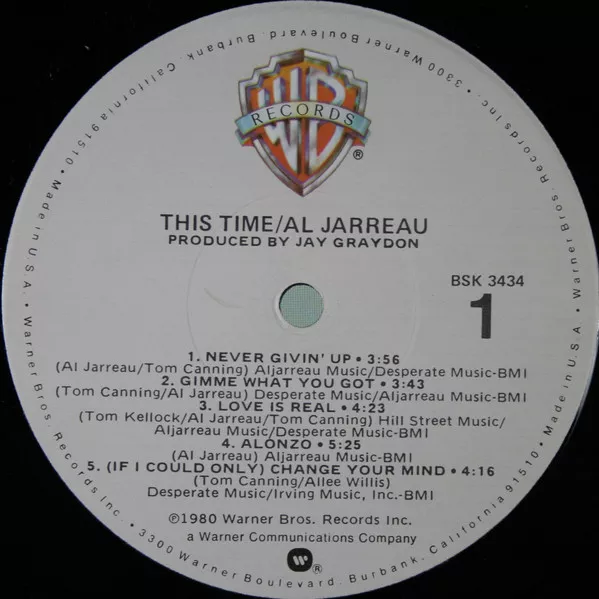 WB
RECORDS
®
THIS TIME/AL JARREAU
PRODUCED BY JAY GRAYDON
BSK 3434
1
1. NEVER GIVIN' UP • 3:56
(Al Jarreau/Tom Canning) Aljarreau Music/Desperate Music-BMI
2. GIMME WHAT YOU GOT • 3:43
(Tom Canning/Al Jarreau) Desperate Music/Aljarreau Music-BMI
3. LOVE IS REAL • 4:23
(Tom Kellock/Al Jarreau/Tom Canning) Hill Street Music/
Aljarreau Music/Desperate Music-BMI
4. ALONZO • 5:25
(Al Jarreau) Aljarreau Music-BMI
5. (IF I COULD ONLY) CHANGE YOUR MIND • 4:16
(Tom Canning/Allee Willis)
Desperate Music/Irving Music, Inc.-BMI
℗1980 Warner Bros. Records Inc.
a Warner Communications Company
Warner Bros. Records Inc. • 3300 Warner Boulevard, Burbank, California 91510 • Made in U.S.A. • Warner Bros. Records Inc. • 3300 Warner Boulevard, Burbank, California 91510 • Made in U.S.A. •